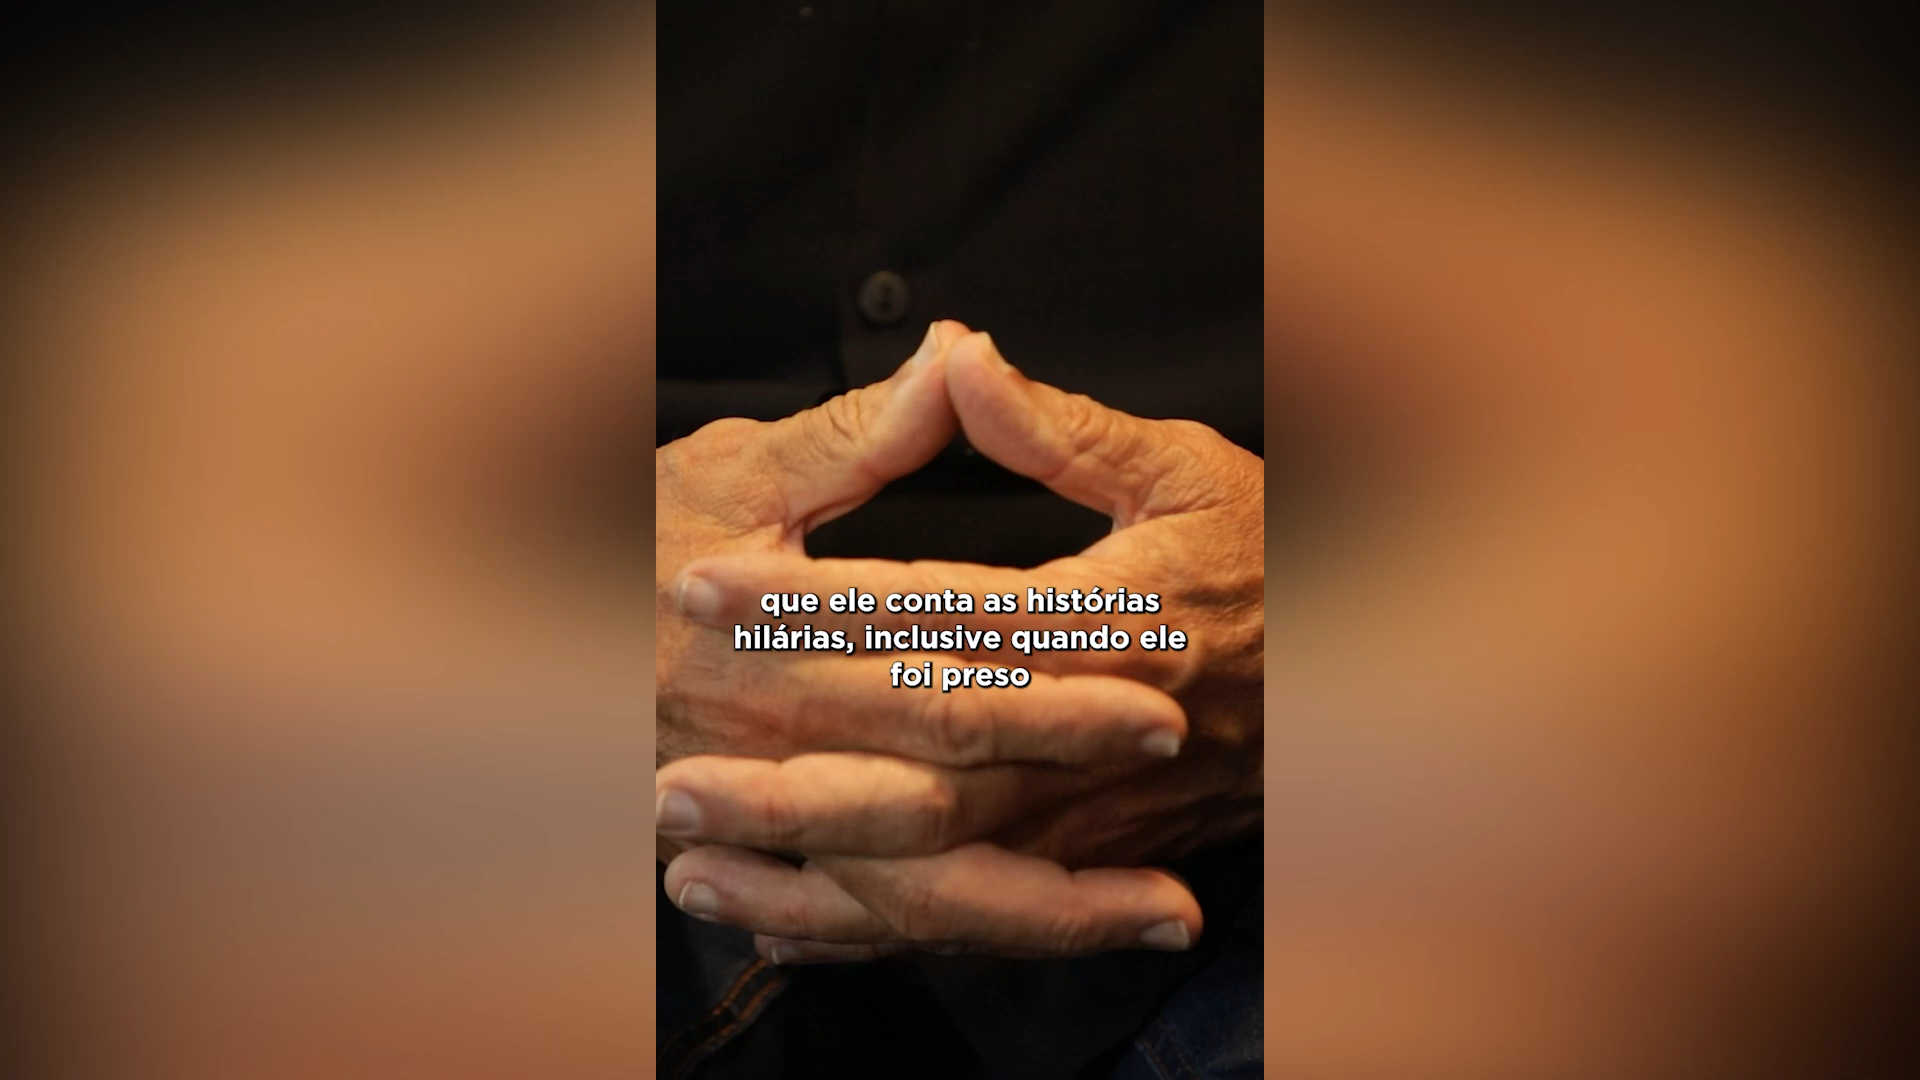 que ele conta as histórias
hilárias, inclusive quando ele
foi preso